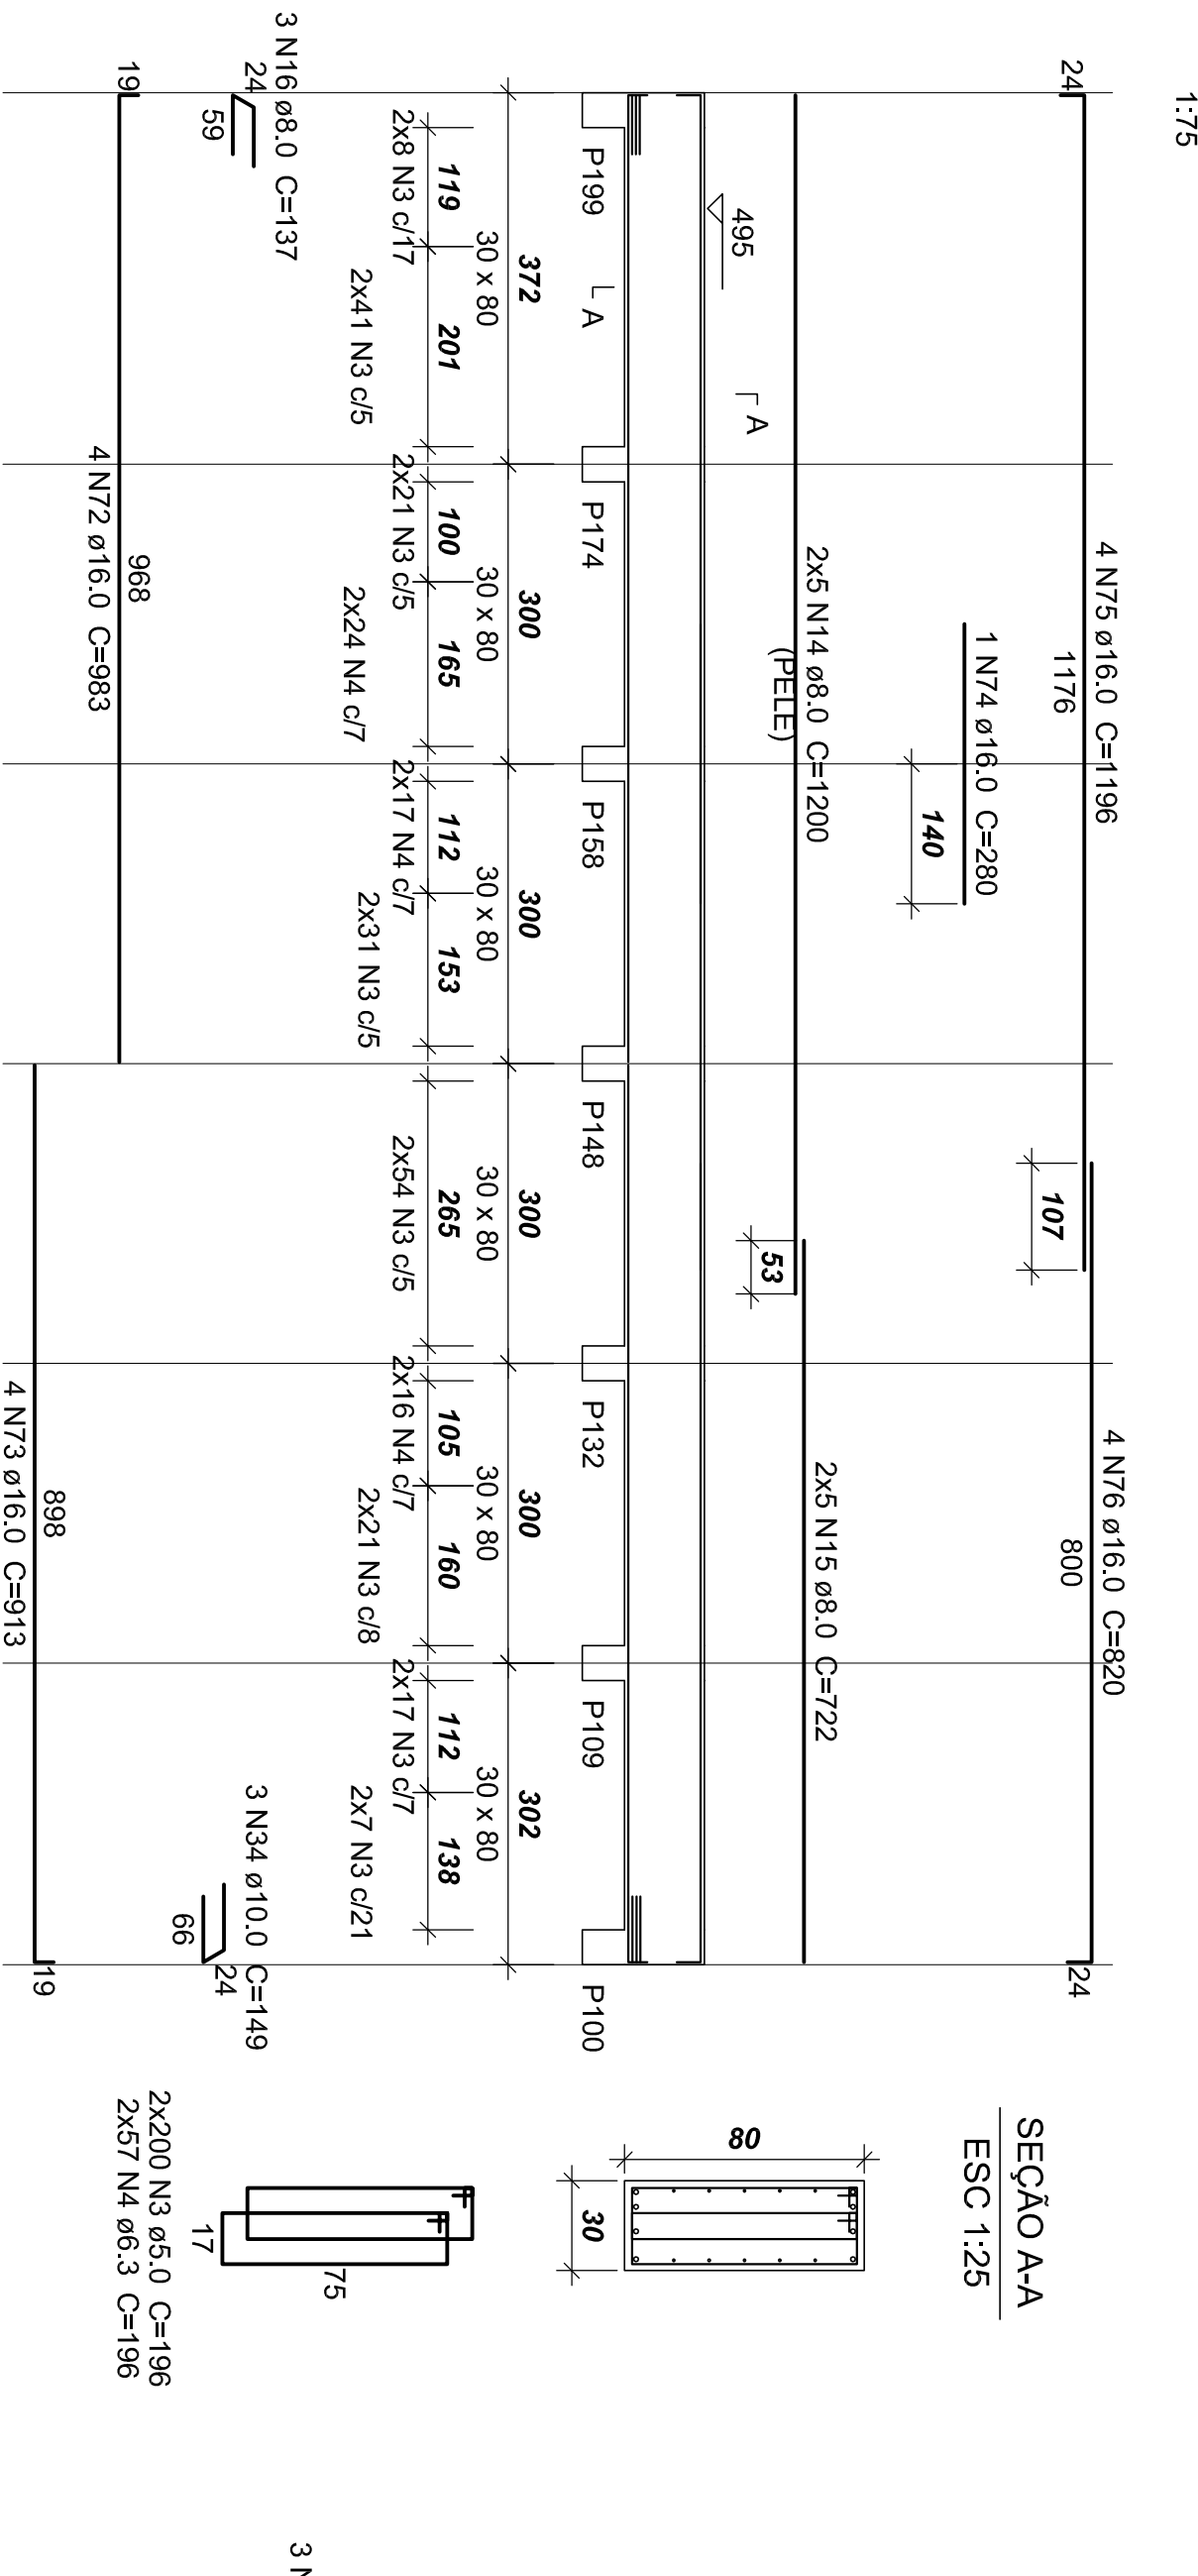 1:75
4 N75 ø16.0 C=1196
4 N76 ø16.0 C=820
24
1176
800
24
107
1 N74 ø16.0 C=280
140
2x5 N14 ø8.0 C=1200
(PELE)
2x5 N15 ø8.0 C=722
53
495
A
A
P199
P174
P158
P148
P132
P109
P100
372
300
300
300
300
302
30 x 80
30 x 80
30 x 80
30 x 80
30 x 80
30 x 80
119
201
100
165
112
153
265
105
160
112
138
2x8 N3 c/17
2x21 N3 c/5
2x17 N4 c/7
2x54 N3 c/5
2x16 N4 c/7
2x17 N3 c/7
2x41 N3 c/5
2x24 N4 c/7
2x31 N3 c/5
2x21 N3 c/8
2x7 N3 c/21
3 N16 ø8.0 C=137
24
59
3 N34 ø10.0 C=149
24
66
19
968
4 N72 ø16.0 C=983
898
19
4 N73 ø16.0 C=913
SEÇÃO A-A
ESC 1:25
80
30
75
17
2x200 N3 ø5.0 C=196
2x57 N4 ø6.3 C=196
3 N